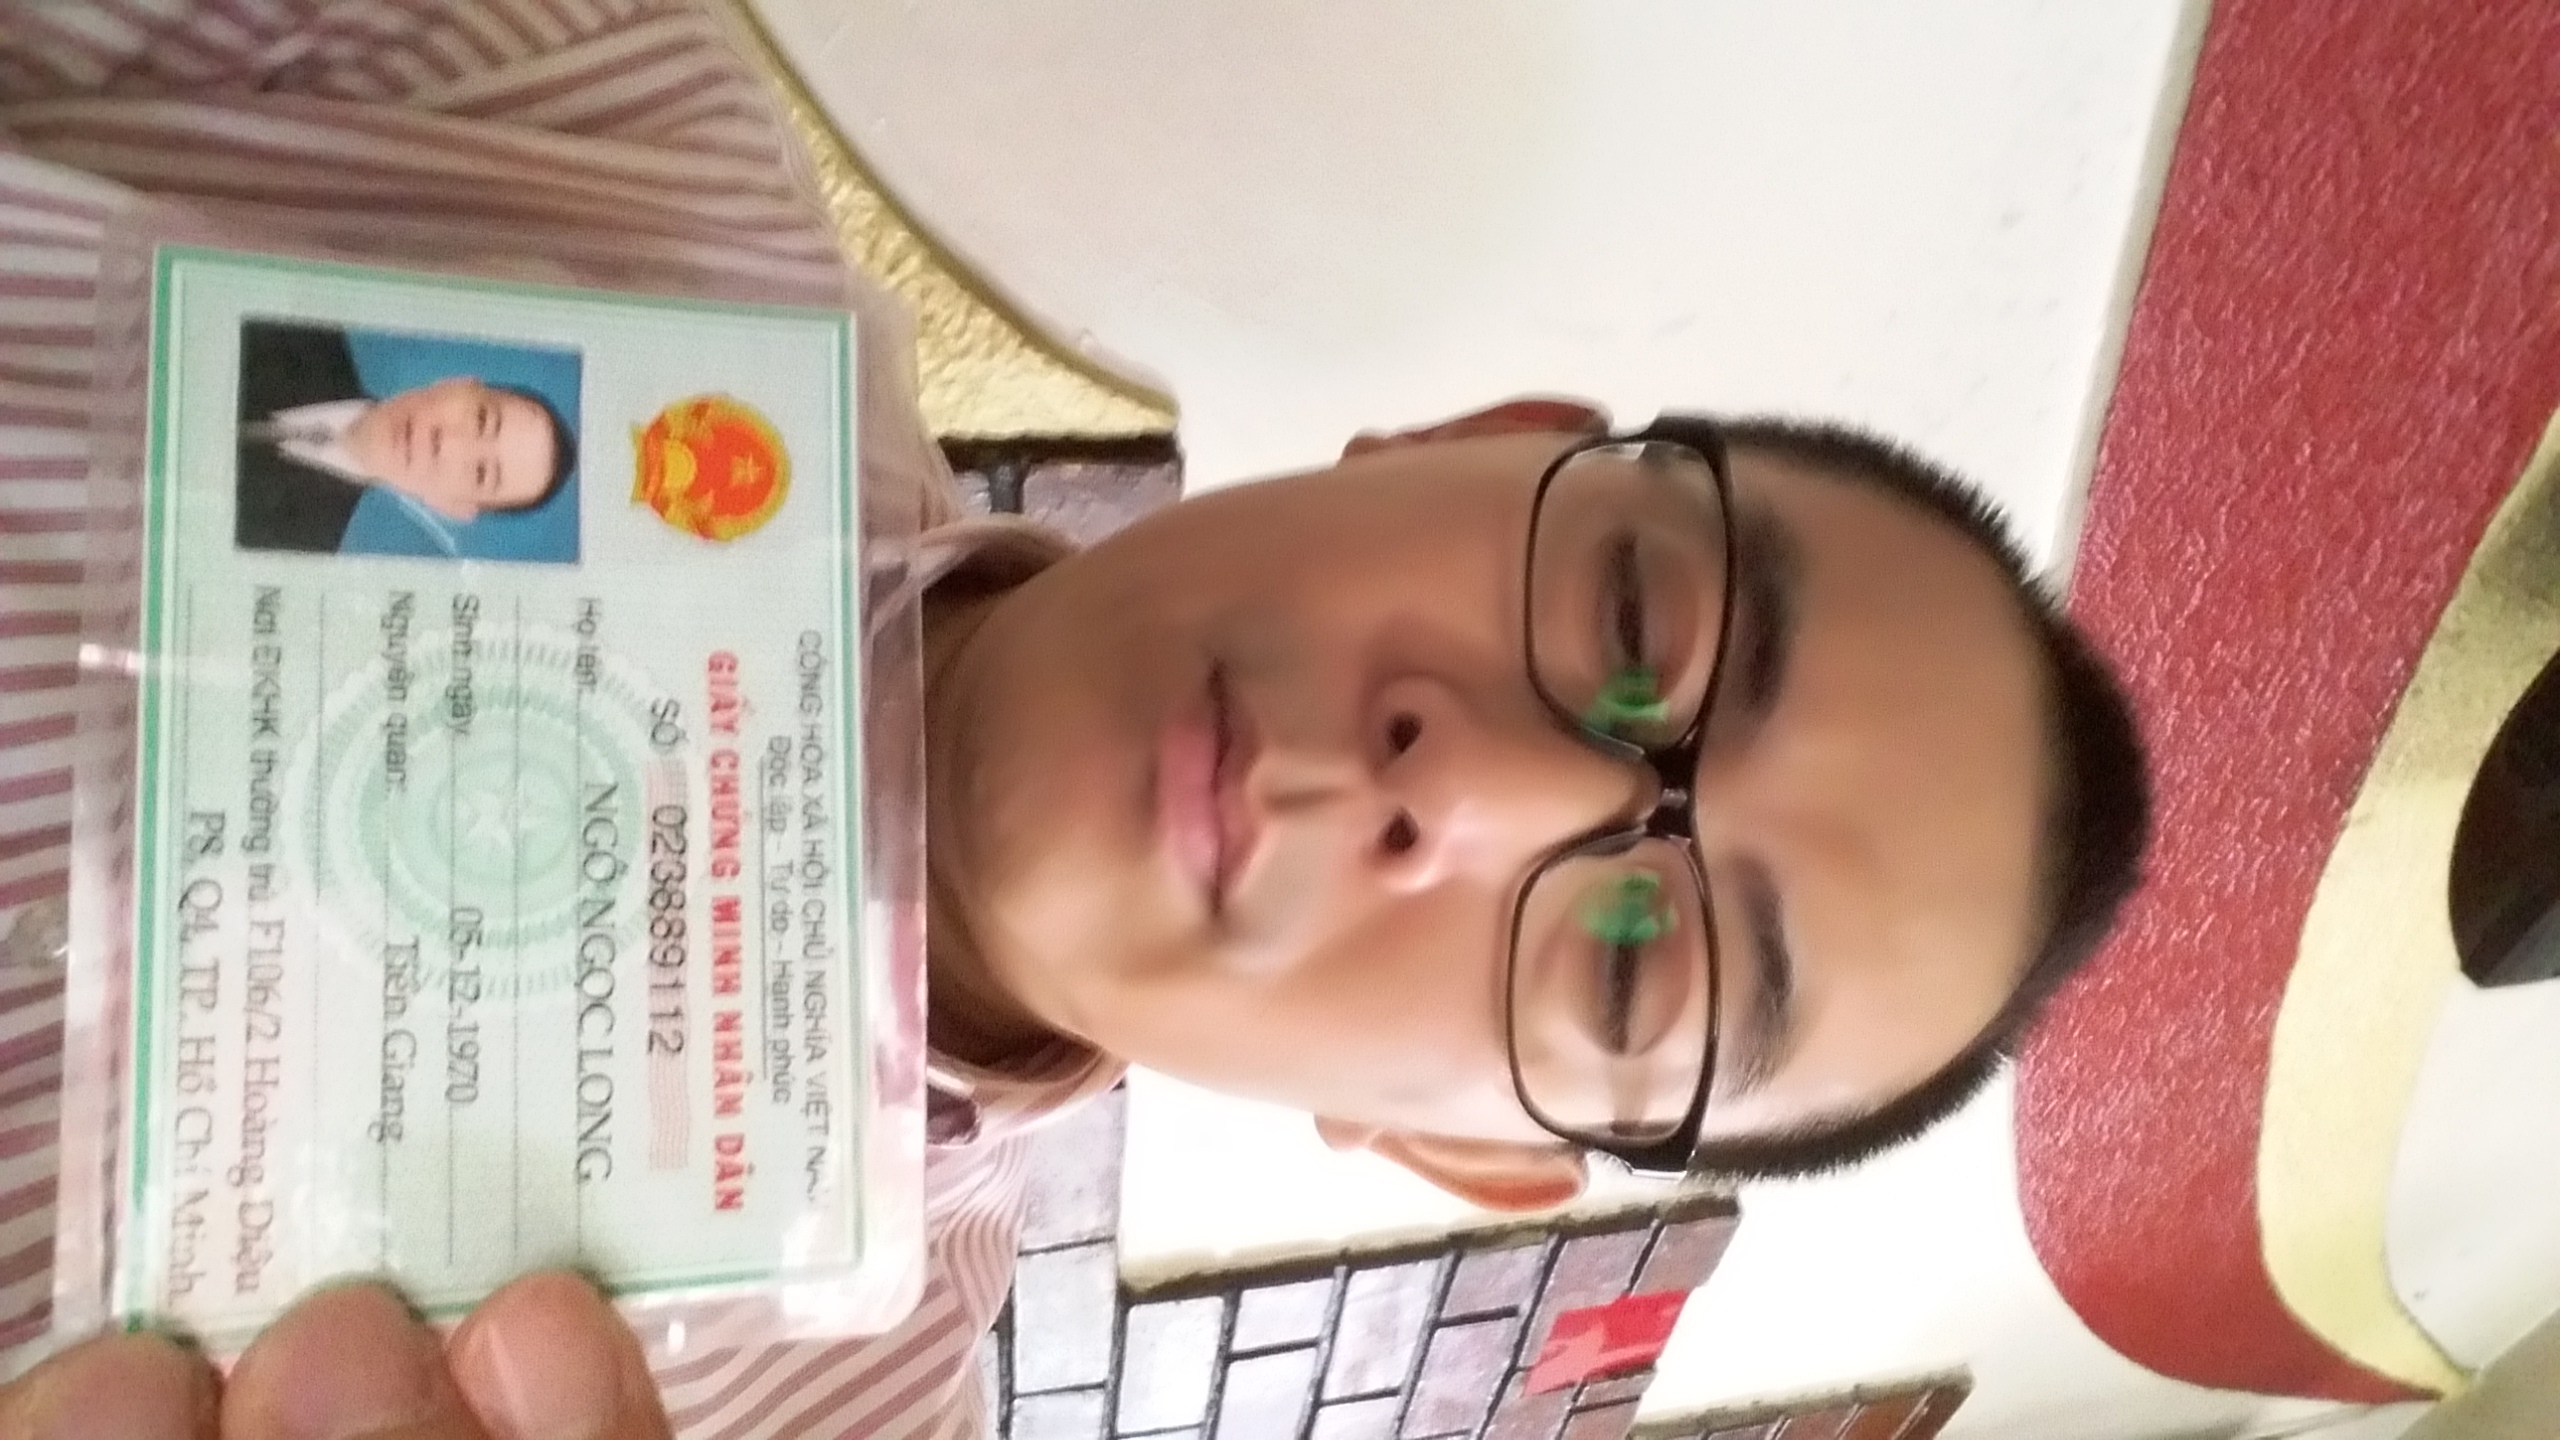 CỘNG HÒA XÃ HỘI CHỦ NGHĨA VIỆT NAM
Độc lập - Tự do - Hạnh phúc
GIẤY CHỨNG MINH NHÂN DÂN
SỐ 023889112
Họ tên: NGÔ NGỌC LONG
Sinh ngày 05-12-1970
Nguyên quán: Tiền Giang
Nơi ĐKHK thường trú F106/2 Hoàng Diệu
P8, Q4, TP. Hồ Chí Minh.